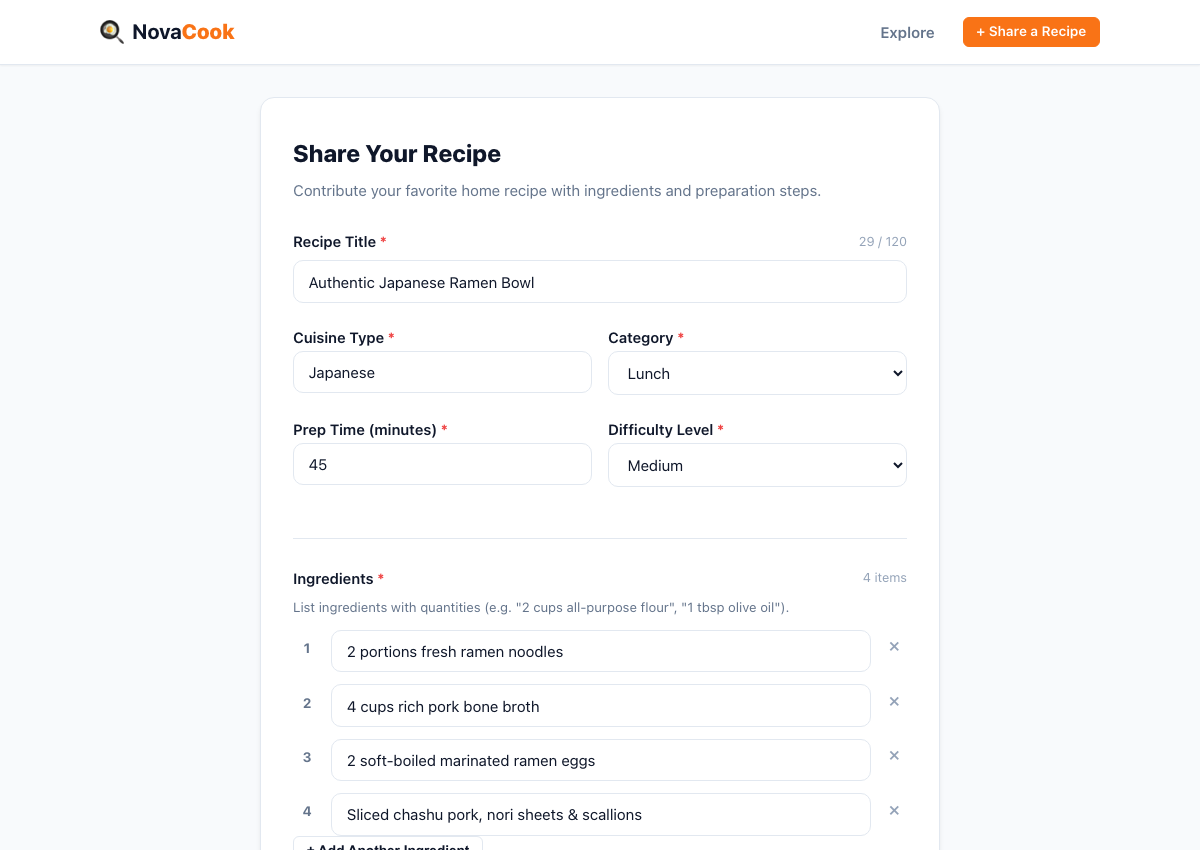 NovaCook
Explore
+ Share a Recipe
Share Your Recipe
Contribute your favorite home recipe with ingredients and preparation steps.
Recipe Title *
29 / 120
Authentic Japanese Ramen Bowl
Cuisine Type *
Category *
Japanese
Lunch
Prep Time (minutes) *
Difficulty Level *
45
Medium
Ingredients *
4 items
List ingredients with quantities (e.g. "2 cups all-purpose flour", "1 tbsp olive oil").
1 2 portions fresh ramen noodles ×
2 4 cups rich pork bone broth ×
3 2 soft-boiled marinated ramen eggs ×
4 Sliced chashu pork, nori sheets & scallions ×
+ Add Another Ingredient